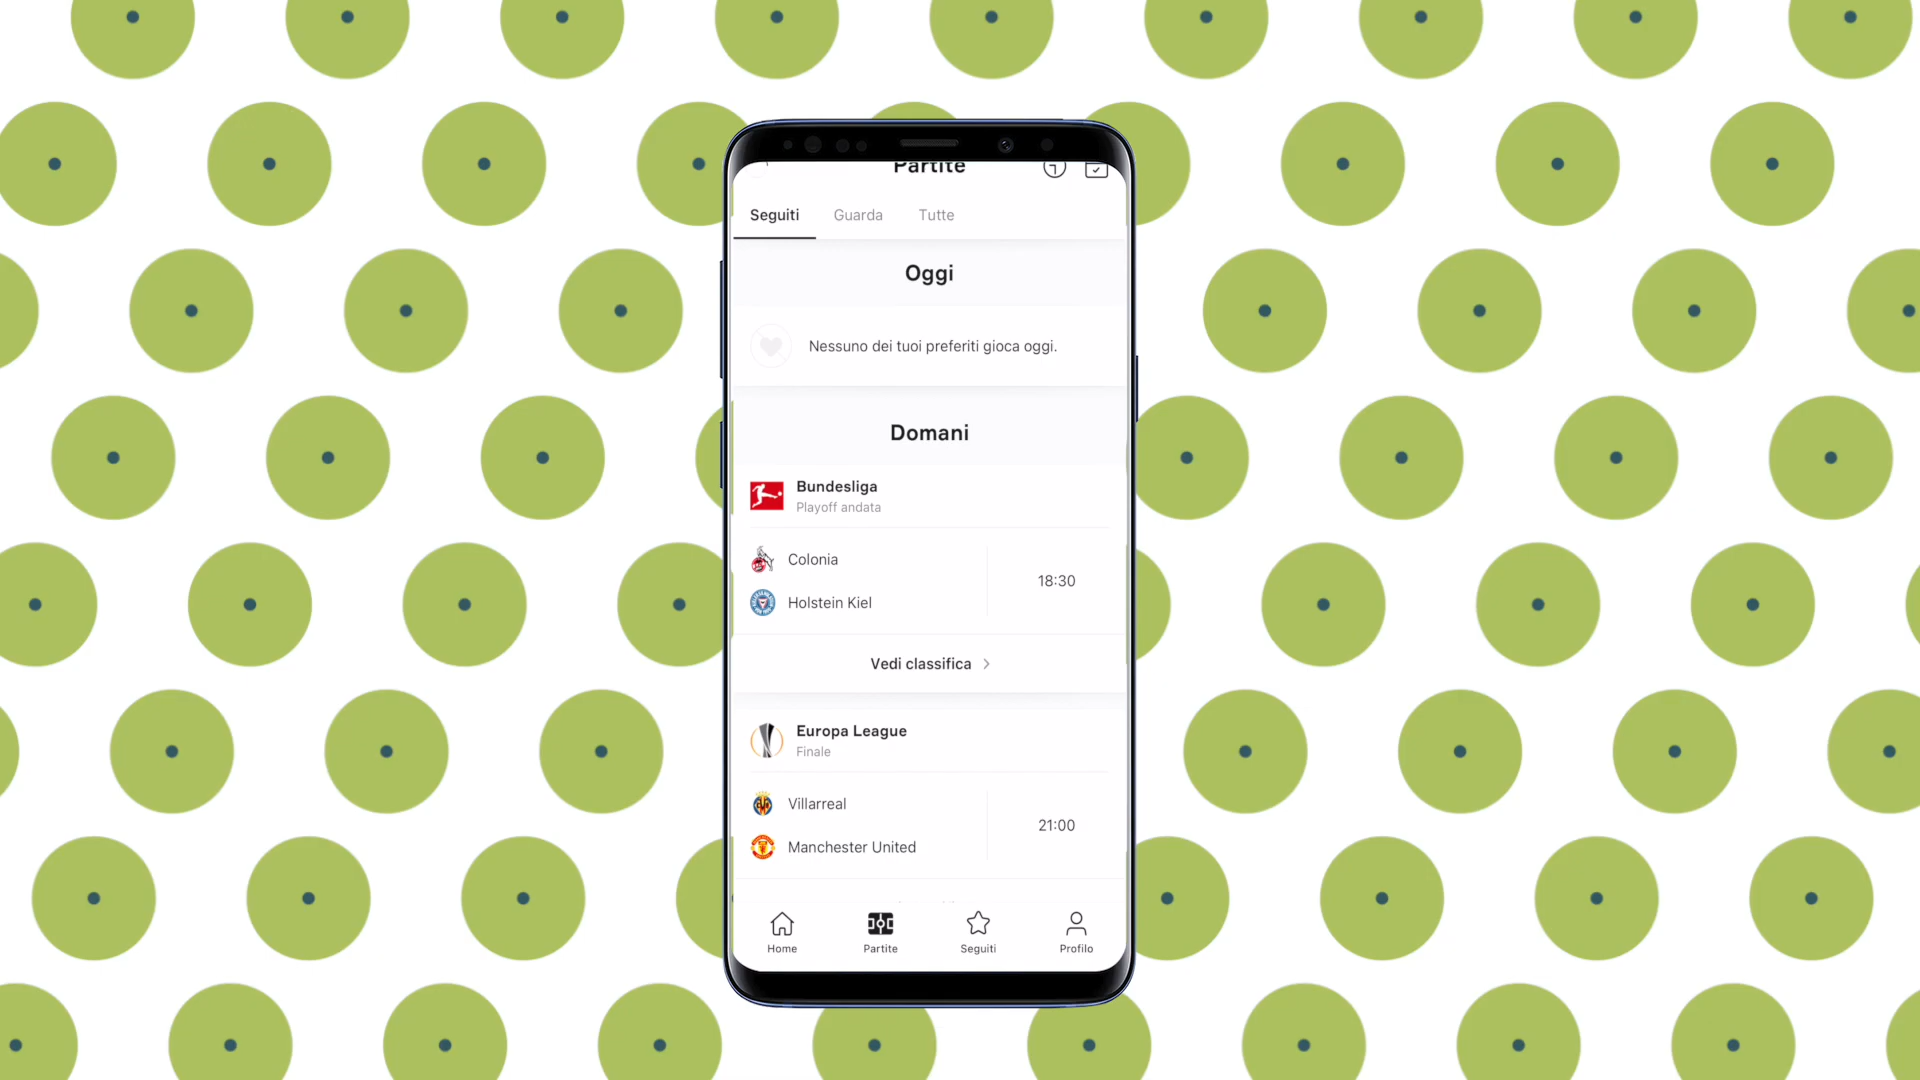 Partite
Seguiti Guarda Tutte
Oggi
Nessuno dei tuoi preferiti gioca oggi.
Domani
Bundesliga
Playoff andata
Colonia
18:30
Holstein Kiel
Vedi classifica
Europa League
Finale
Villarreal
21:00
Manchester United
Home Partite Seguiti Profilo